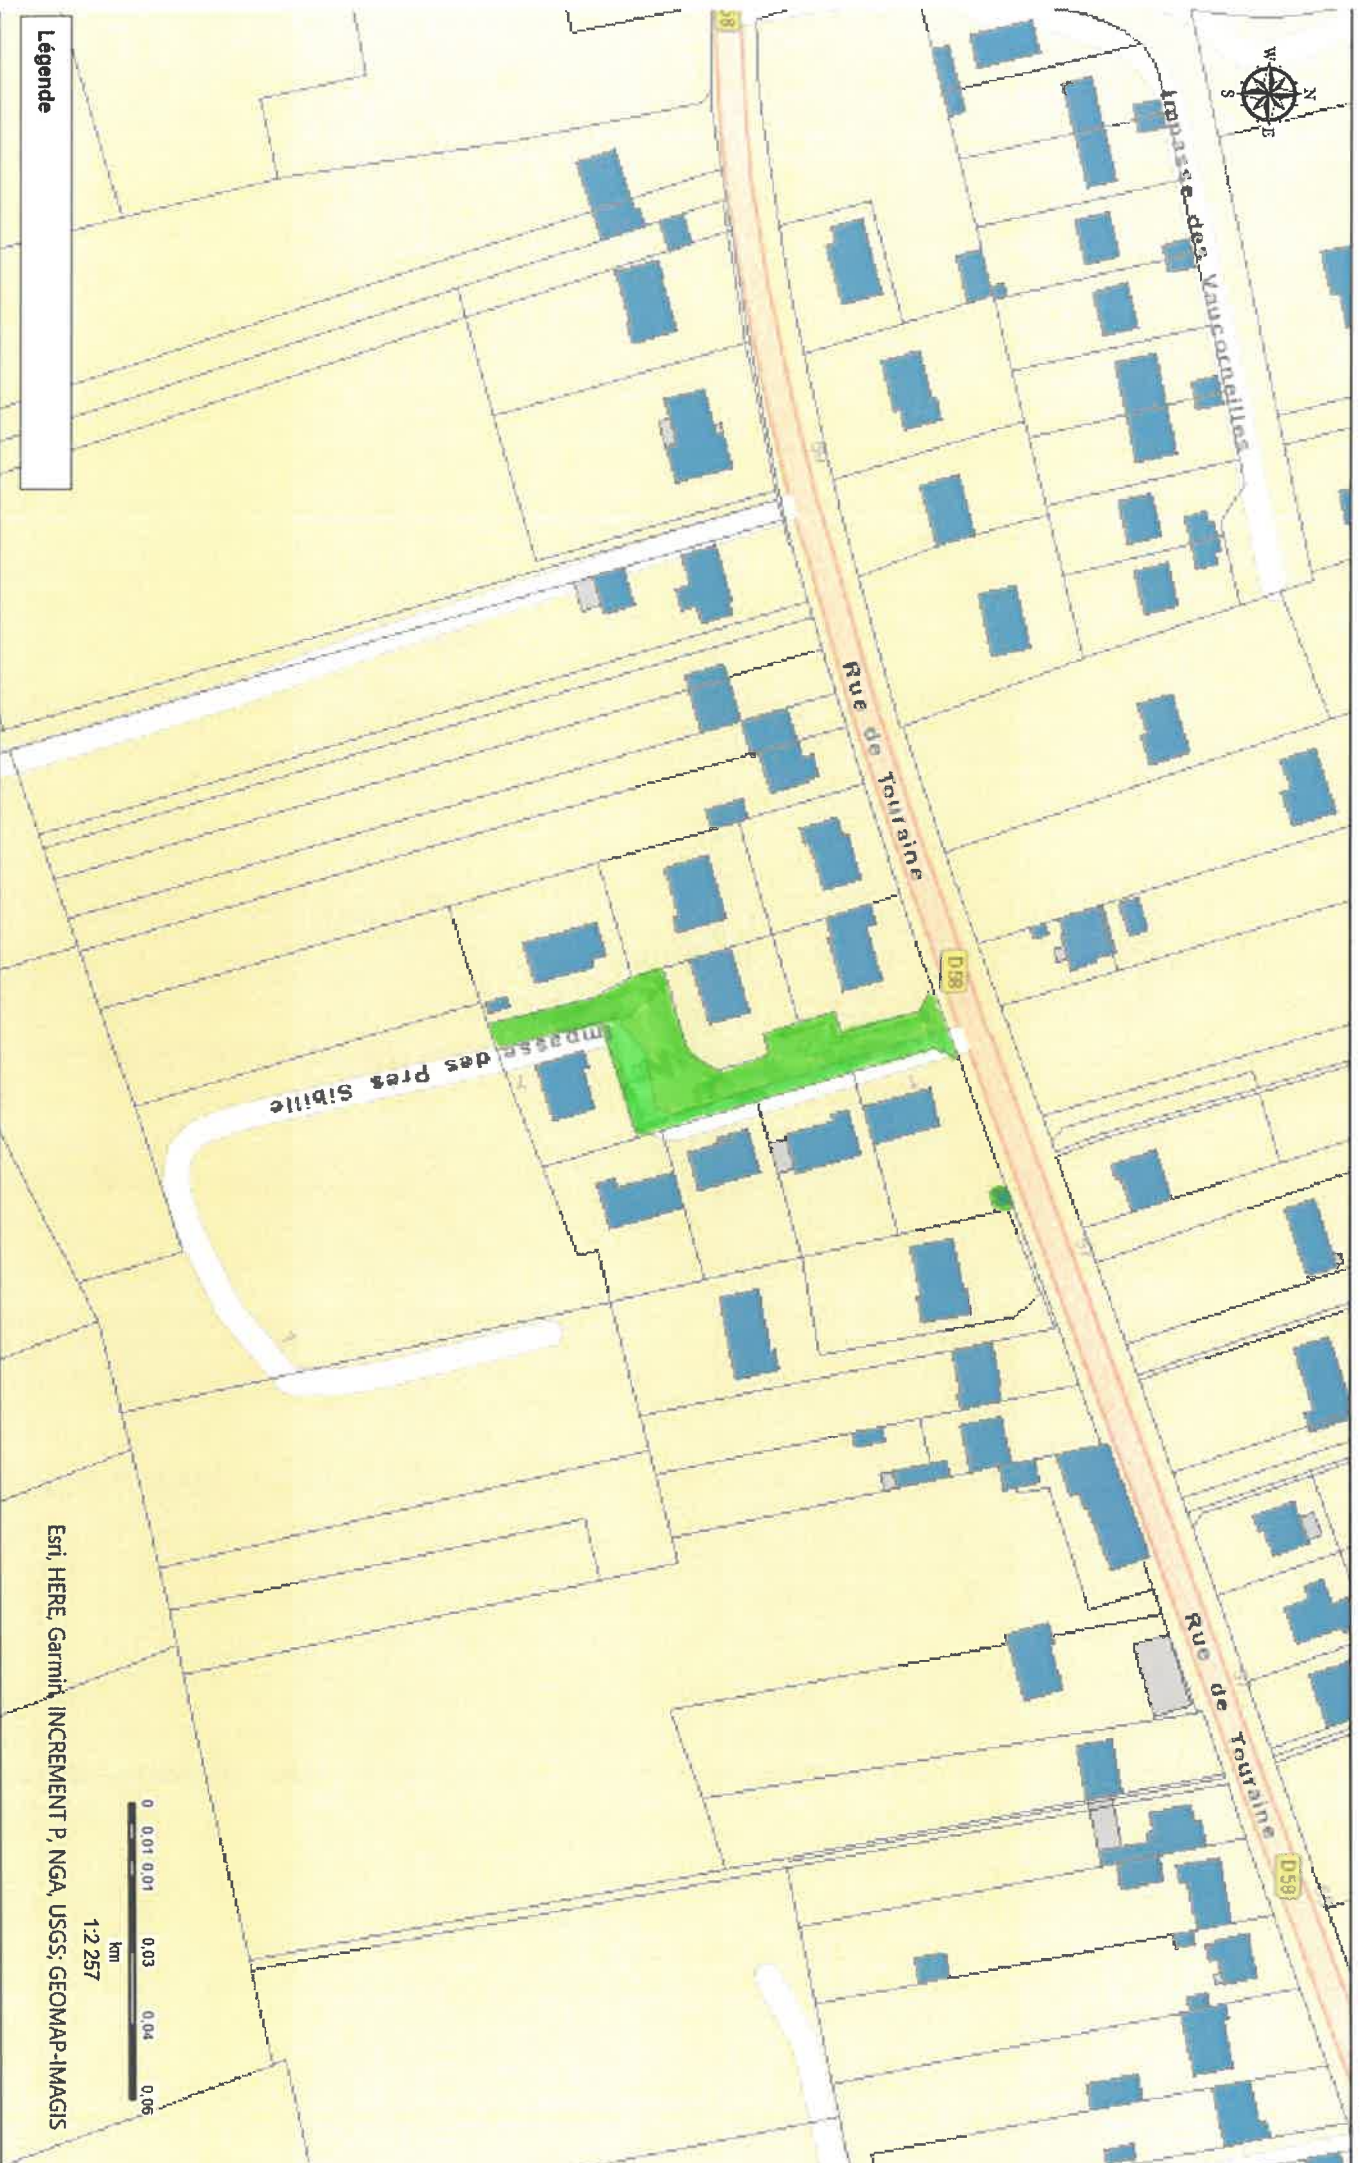 N
W
E
S
Impasse des Vaucorneilles
58
Rue de Touraine
D58
Impasse des Pres Sibille
Rue de Touraine
D58
Légende
0 0,01 0,01 0,03 0,04 0,06
km
1:2 257
Esri, HERE, Garmin, INCREMENT P, NGA, USGS; GEOMAP-IMAGIS